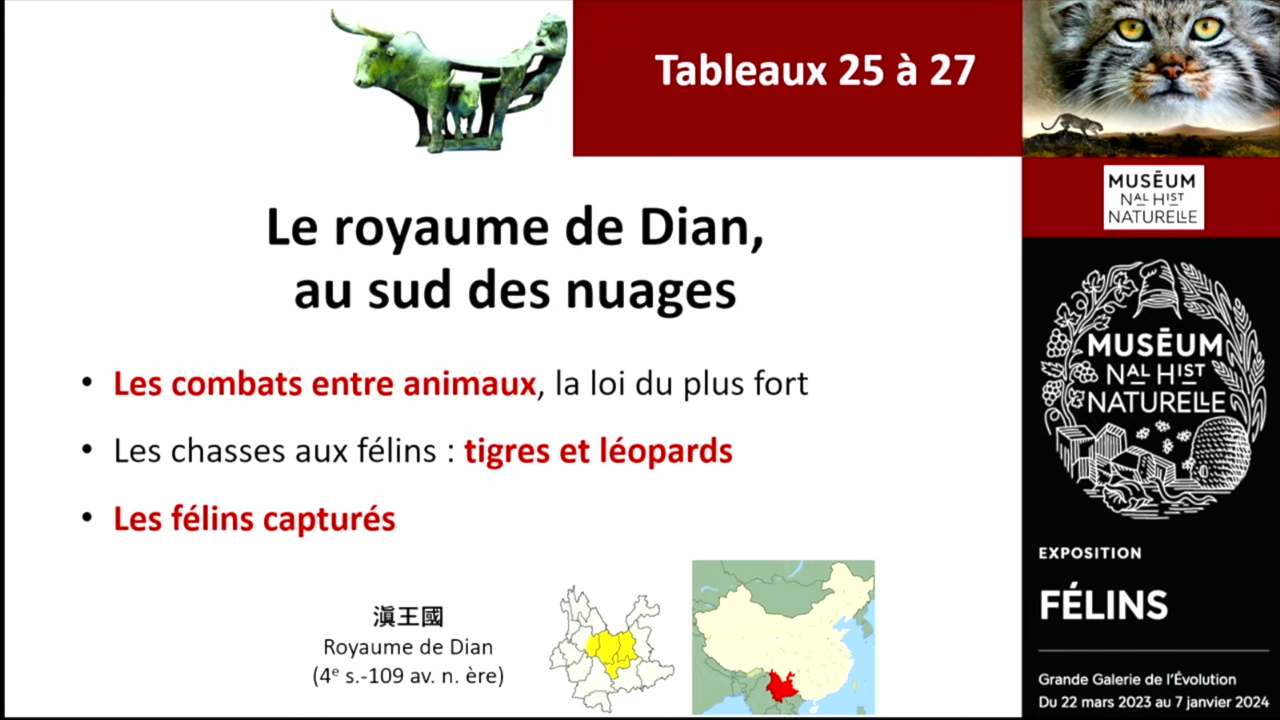 Tableaux 25 à 27
Le royaume de Dian,
au sud des nuages
• Les combats entre animaux, la loi du plus fort
• Les chasses aux félins : tigres et léopards
• Les félins capturés
滇王國
Royaume de Dian
(4e s.-109 av. n. ère)
MUSĒUM
NAL HIST
NATURELLE
MUSĒUM
NAL HIST
NATURELLE
EXPOSITION
FÉLINS
Grande Galerie de l'Évolution
Du 22 mars 2023 au 7 janvier 2024